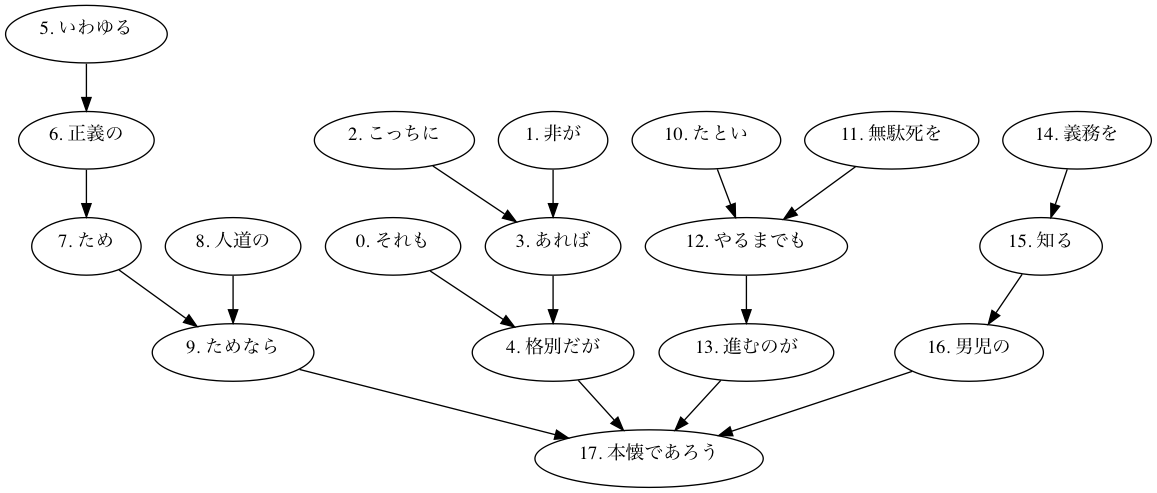 5. いわゆる
6. 正義の
2. こっちに
1. 非が
10. たとい
11. 無駄死を
14. 義務を
7. ため
8. 人道の
0. それも
3. あれば
12. やるまでも
15. 知る
9. ためなら
4. 格別だが
13. 進むのが
16. 男児の
17. 本懐であろう